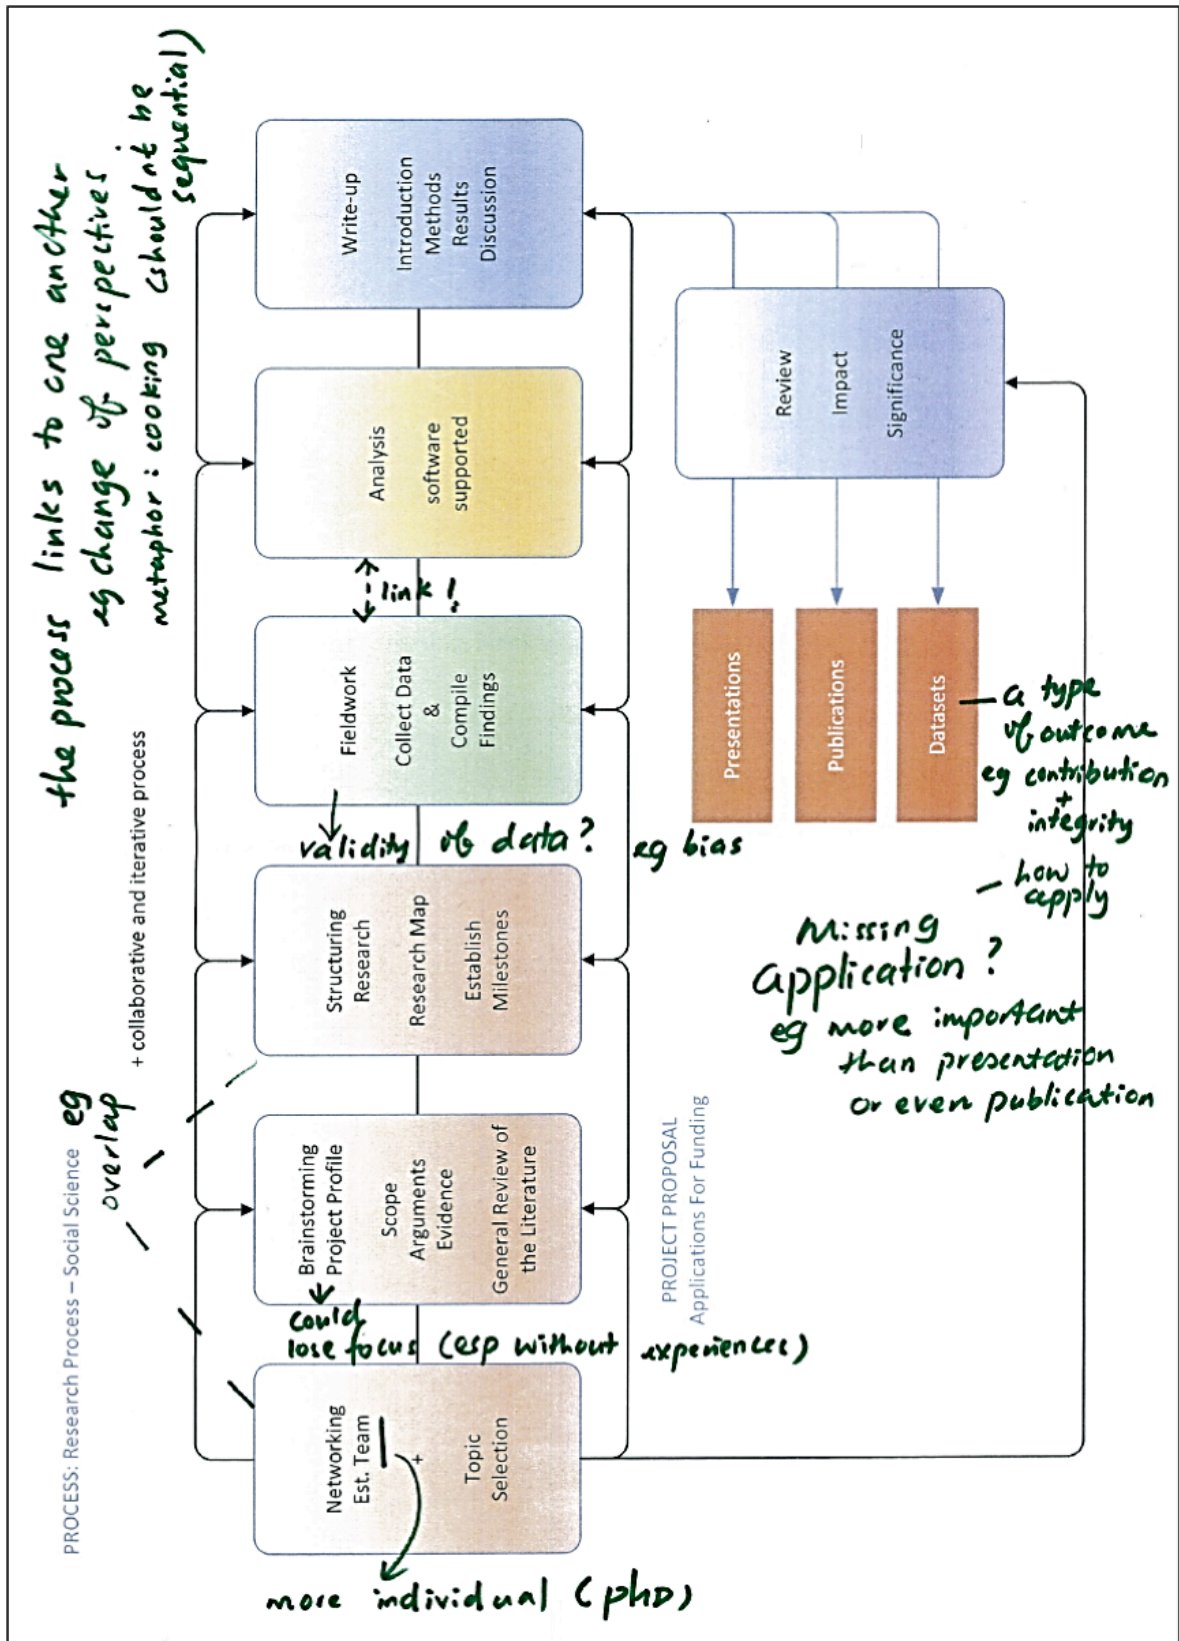 PROCESS: Research Process – Social Science
+ collaborative and iterative process
the process links to one another
eg change of perspectives
metaphor : cooking (shouldn't be
sequential)
eg
overlap
Networking
Est. Team
+
Topic
Selection
more individual (phD)
Brainstorming
Project Profile
Scope
Arguments
Evidence
General Review of
the Literature
could
lose focus (esp without experiences)
Structuring
Research
Research Map
Establish
Milestones
Fieldwork
Collect Data
&
Compile
Findings
validity of data? eg bias
link!
Analysis
software
supported
Write-up
Introduction
Methods
Results
Discussion
PROJECT PROPOSAL
Applications For Funding
Presentations
Publications
Datasets
Review
Impact
Significance
a type
of outcome
eg contribution
+
integrity
how to
apply
Missing
application?
eg more important
than presentation
or even publication